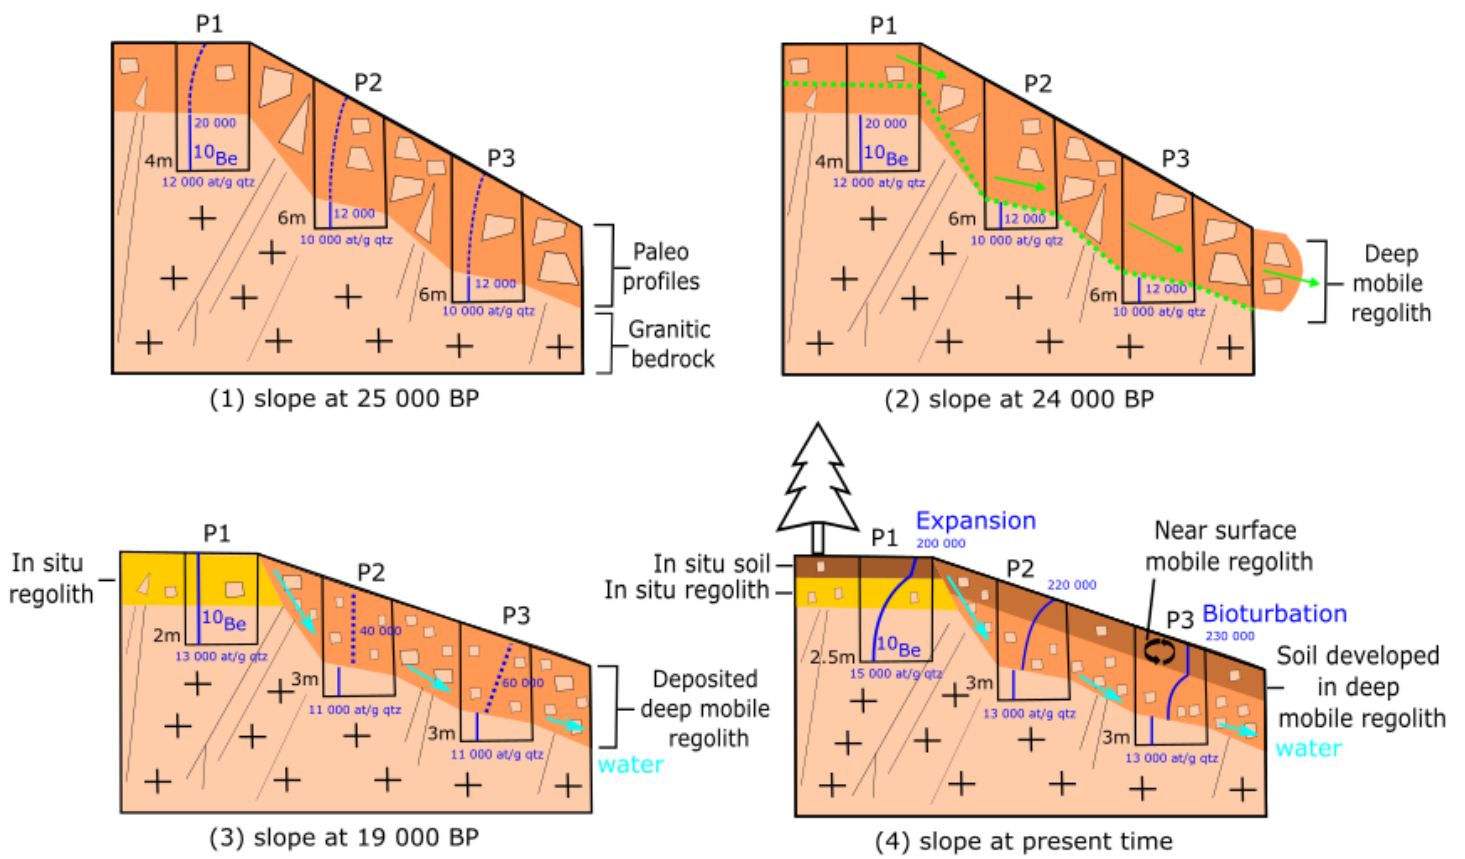 P1
P2
P3
20 000
10Be
4m
12 000 at/g qtz
12 000
6m
10 000 at/g qtz
12 000
6m
10 000 at/g qtz
Paleo
profiles
Granitic
bedrock
(1) slope at 25 000 BP
P1
P2
P3
20 000
10Be
4m
12 000 at/g qtz
12 000
6m
10 000 at/g qtz
12 000
6m
10 000 at/g qtz
Deep
mobile
regolith
(2) slope at 24 000 BP
In situ
regolith
P1
P2
P3
10Be
2m
13 000 at/g qtz
40 000
3m
11 000 at/g qtz
60 000
3m
11 000 at/g qtz
Deposited
deep mobile
regolith
water
(3) slope at 19 000 BP
In situ soil
In situ regolith
P1
Expansion
200 000
P2
220 000
Near surface
mobile regolith
P3
Bioturbation
230 000
10Be
2.5m
15 000 at/g qtz
3m
13 000 at/g qtz
3m
13 000 at/g qtz
Soil developed
in deep
mobile regolith
water
(4) slope at present time